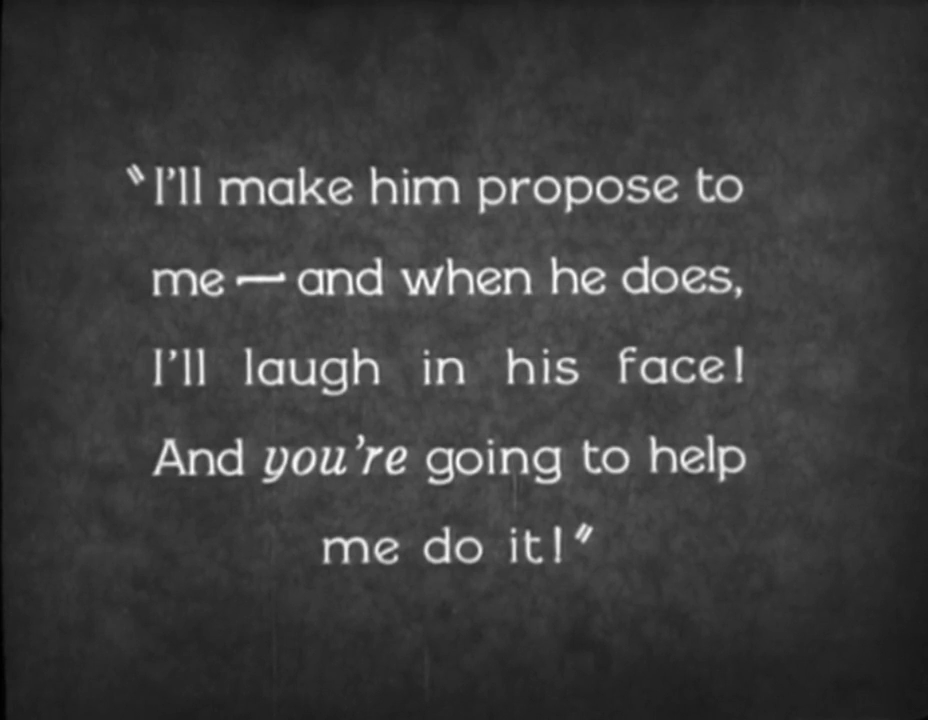 "I'll make him propose to
me — and when he does,
I'll laugh in his face!
And you're going to help
me do it!"